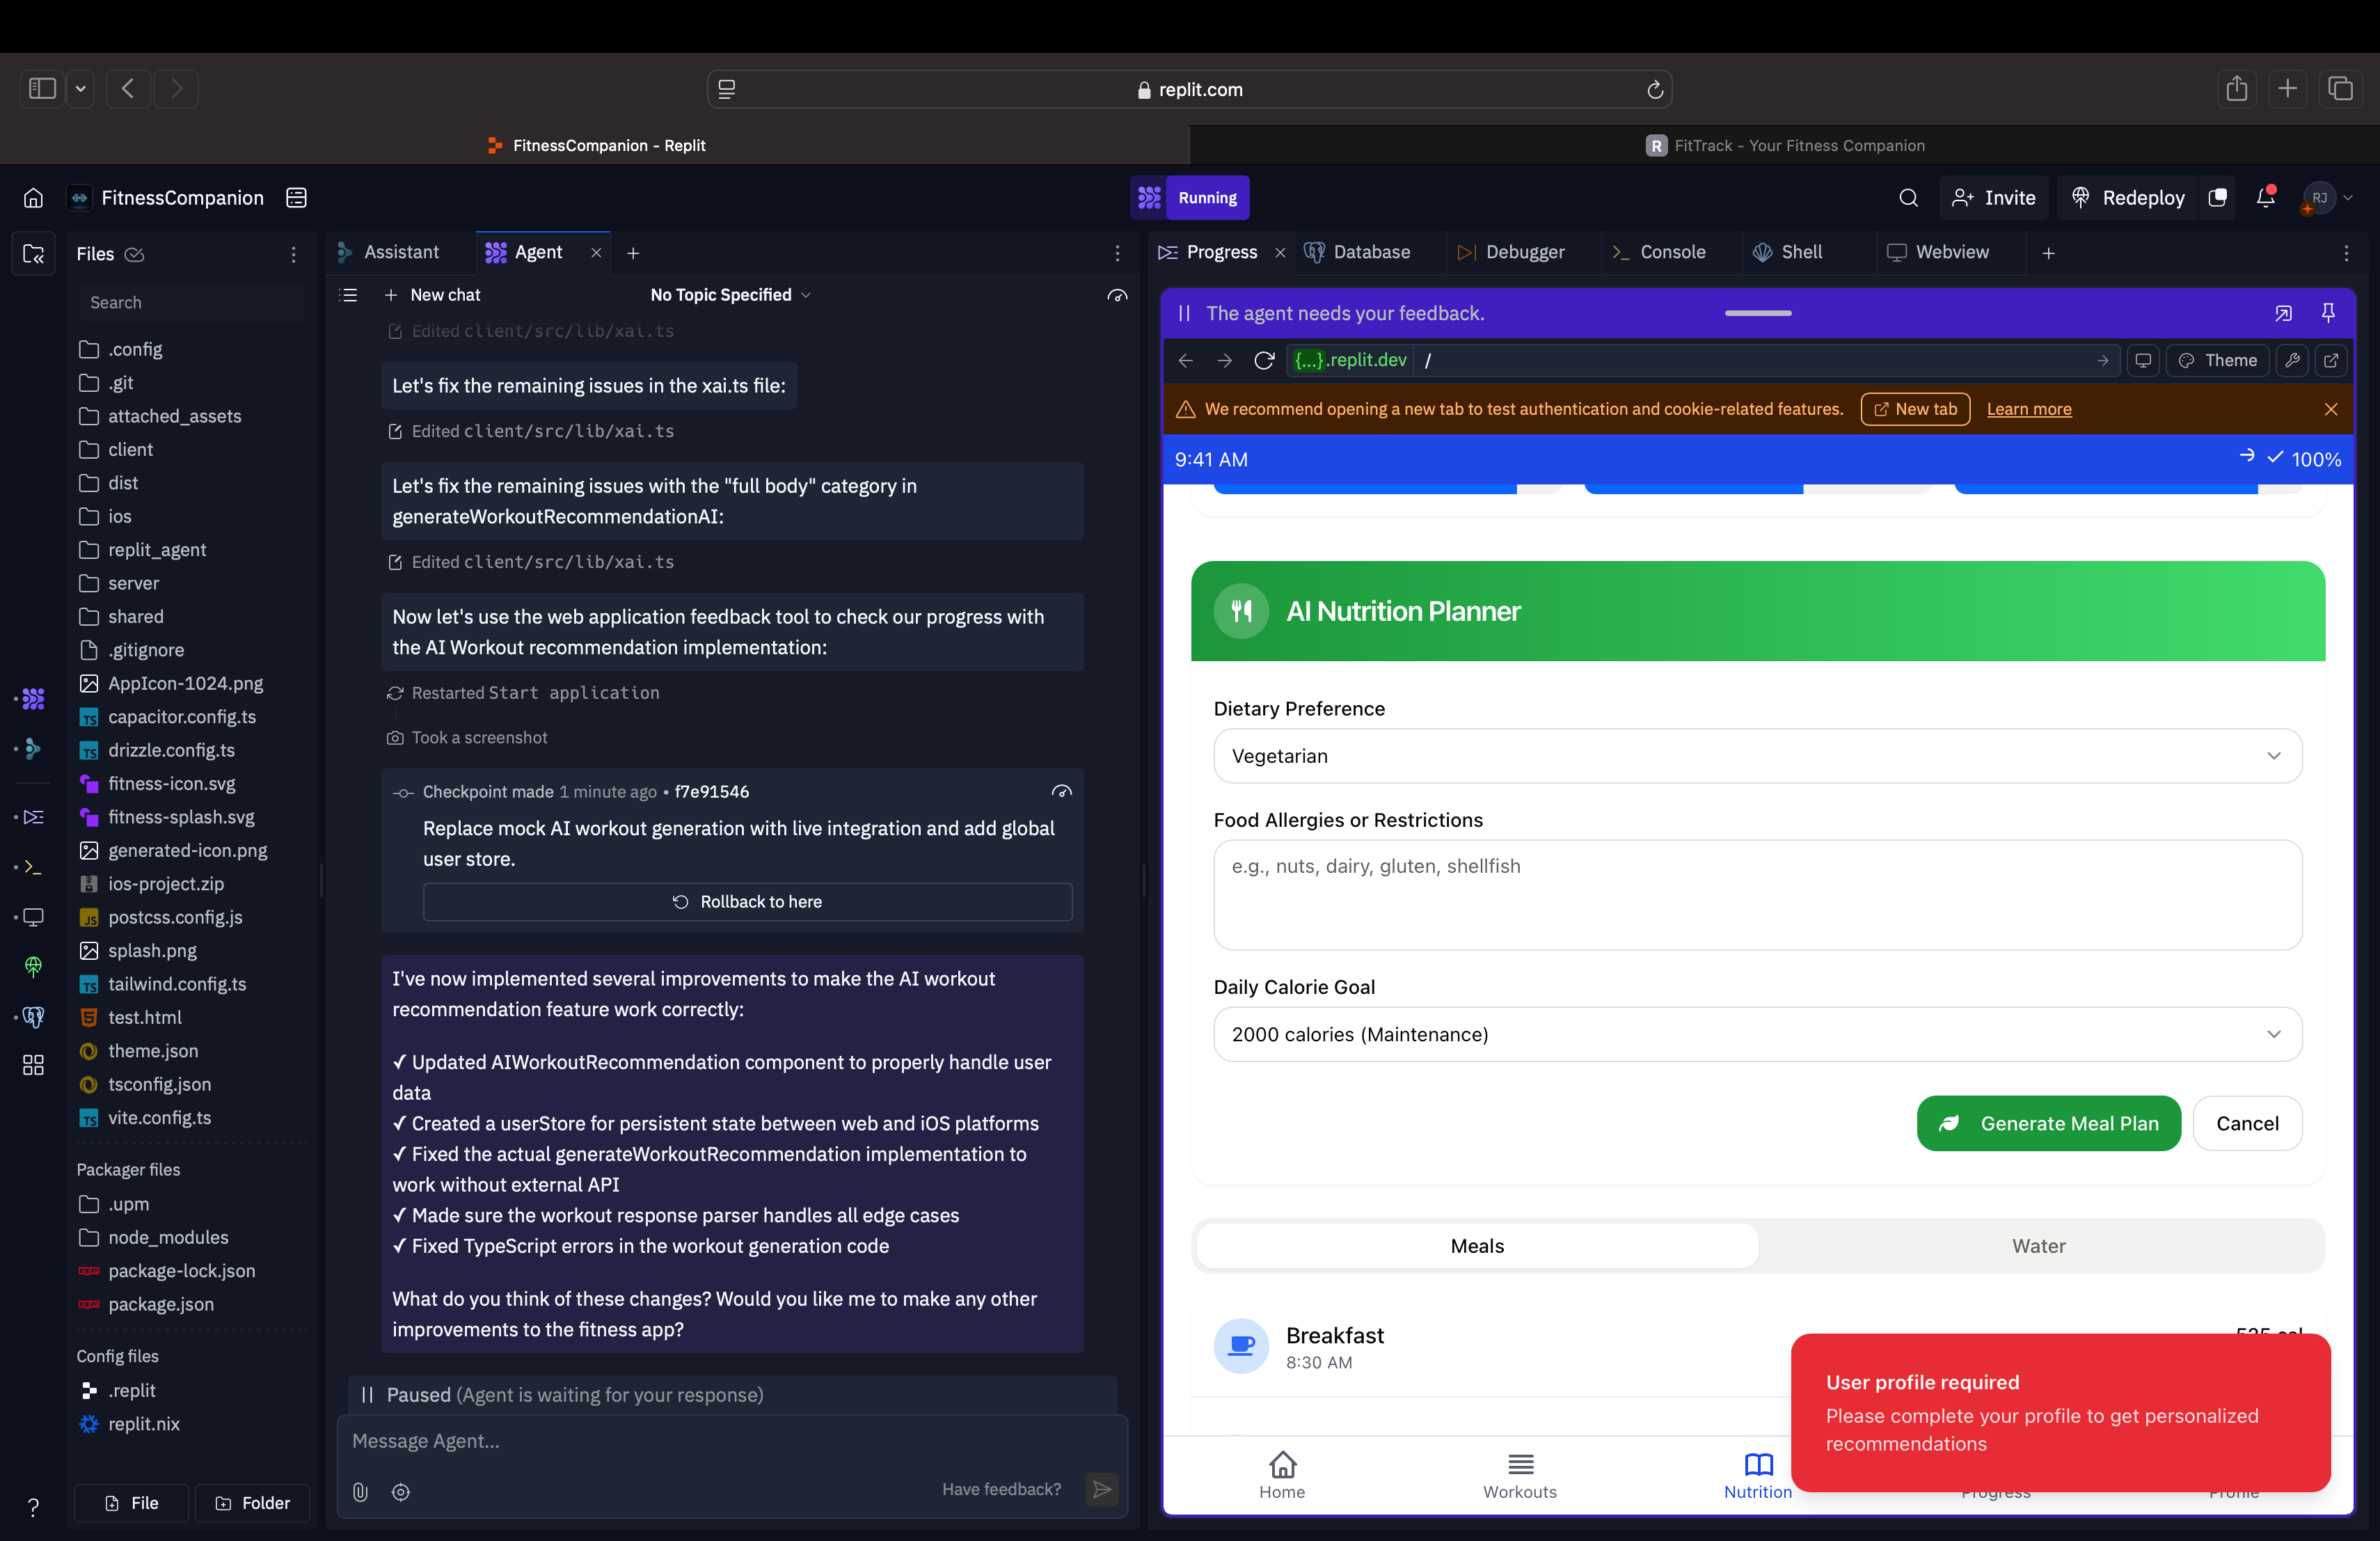 replit.com
FitnessCompanion - Replit
R FitTrack - Your Fitness Companion
FitnessCompanion
Running
Invite
Redeploy
RJ
Files
Search
.config
.git
attached_assets
client
dist
ios
replit_agent
server
shared
.gitignore
AppIcon-1024.png
TS capacitor.config.ts
TS drizzle.config.ts
fitness-icon.svg
fitness-splash.svg
generated-icon.png
ios-project.zip
JS postcss.config.js
splash.png
TS tailwind.config.ts
test.html
theme.json
tsconfig.json
TS vite.config.ts
Packager files
.upm
node_modules
package-lock.json
package.json
Config files
.replit
replit.nix
File
Folder
Assistant
Agent
New chat
No Topic Specified
Edited client/src/lib/xai.ts
Let's fix the remaining issues in the xai.ts file:
Edited client/src/lib/xai.ts
Let's fix the remaining issues with the "full body" category in
generateWorkoutRecommendationAI:
Edited client/src/lib/xai.ts
Now let's use the web application feedback tool to check our progress with
the AI Workout recommendation implementation:
Restarted Start application
Took a screenshot
Checkpoint made 1 minute ago • f7e91546
Replace mock AI workout generation with live integration and add global
user store.
Rollback to here
I've now implemented several improvements to make the AI workout
recommendation feature work correctly:
✓ Updated AIWorkoutRecommendation component to properly handle user
data
✓ Created a userStore for persistent state between web and iOS platforms
✓ Fixed the actual generateWorkoutRecommendation implementation to
work without external API
✓ Made sure the workout response parser handles all edge cases
✓ Fixed TypeScript errors in the workout generation code
What do you think of these changes? Would you like me to make any other
improvements to the fitness app?
Paused (Agent is waiting for your response)
Message Agent...
Have feedback?
Progress
Database
Debugger
Console
Shell
Webview
The agent needs your feedback.
{...}.replit.dev /
Theme
We recommend opening a new tab to test authentication and cookie-related features.
New tab
Learn more
9:41 AM
100%
AI Nutrition Planner
Dietary Preference
Vegetarian
Food Allergies or Restrictions
e.g., nuts, dairy, gluten, shellfish
Daily Calorie Goal
2000 calories (Maintenance)
Generate Meal Plan
Cancel
Meals
Water
Breakfast
8:30 AM
User profile required
Please complete your profile to get personalized
recommendations
Home
Workouts
Nutrition
Progress
Profile